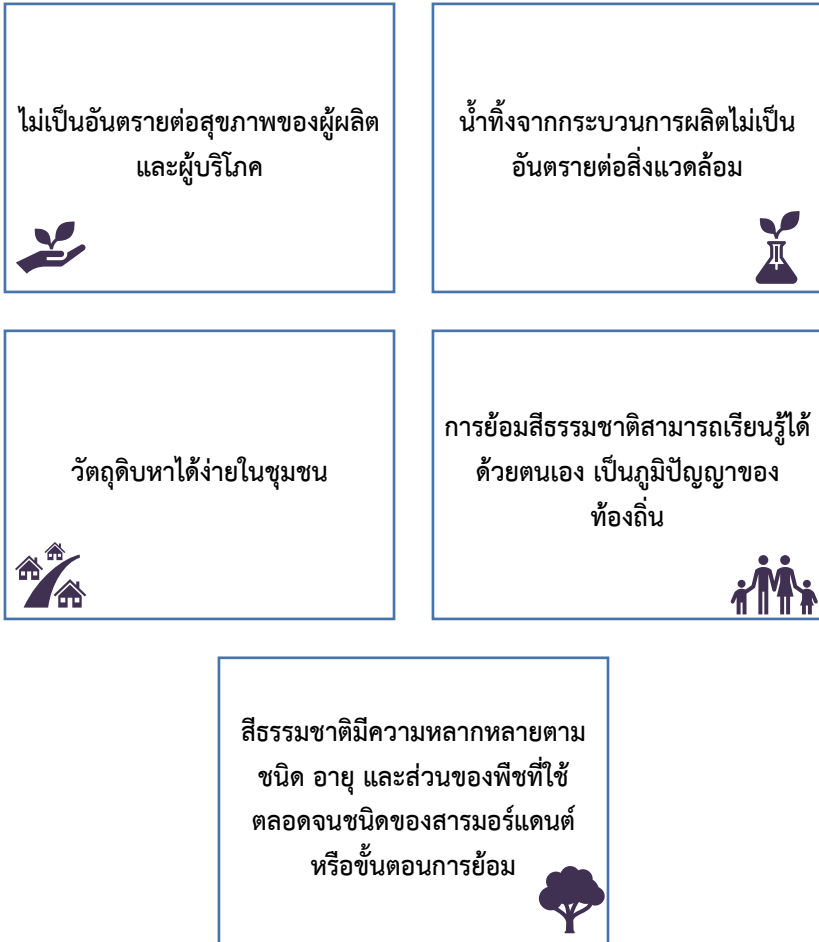 ไม่เป็นอันตรายต่อสุขภาพของผู้ผลิต
และผู้บริโภค
น้ำทิ้งจากกระบวนการผลิตไม่เป็น
อันตรายต่อสิ่งแวดล้อม
วัตถุดิบหาได้ง่ายในชุมชน
การย้อมสีธรรมชาติสามารถเรียนรู้ได้
ด้วยตนเอง เป็นภูมิปัญญาของ
ท้องถิ่น
สีธรรมชาติมีความหลากหลายตาม
ชนิด อายุ และส่วนของพืชที่ใช้
ตลอดจนชนิดของสารมอร์แดนต์
หรือขั้นตอนการย้อม